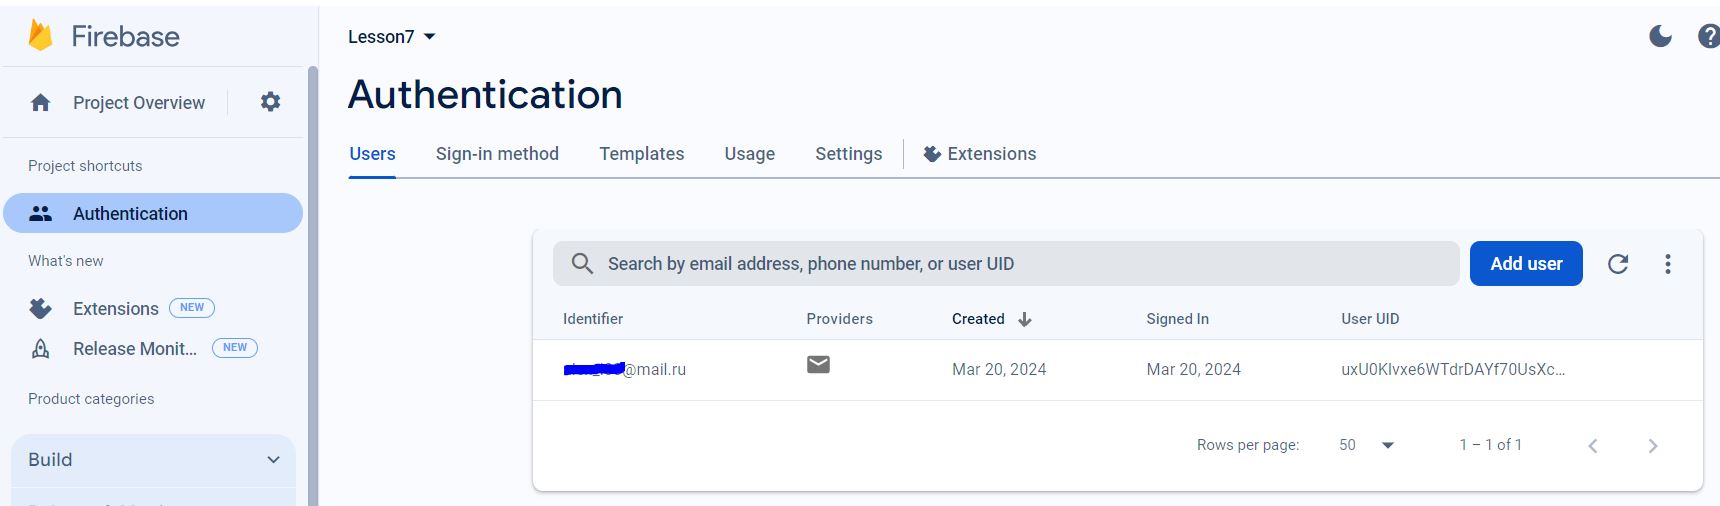 Firebase
Project Overview
Project shortcuts
Authentication
What's new
Extensions NEW
Release Monit... NEW
Product categories
Build
Lesson7
Authentication
Users Sign-in method Templates Usage Settings Extensions
Search by email address, phone number, or user UID Add user
Identifier Providers Created Signed In User UID
@mail.ru Mar 20, 2024 Mar 20, 2024 uxU0KIvxe6WTdrDAYf70UsXc...
Rows per page: 50 1 – 1 of 1